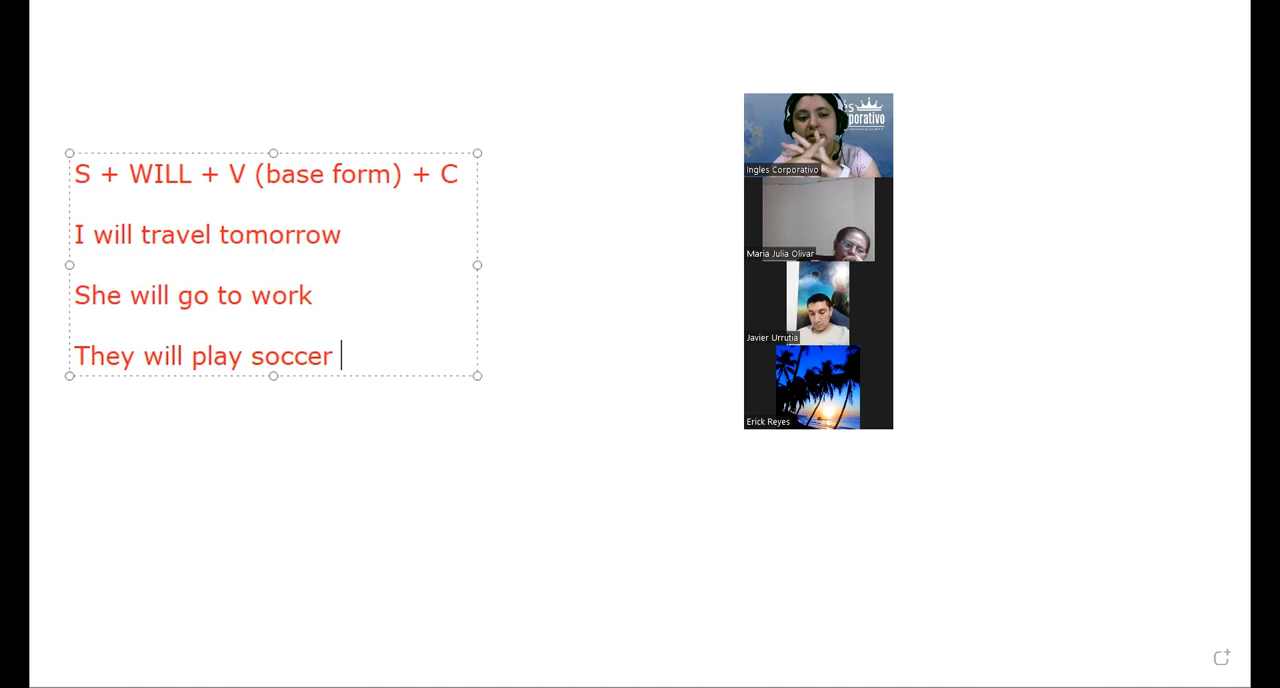 S + WILL + V (base form) + C
I will travel tomorrow
She will go to work
They will play soccer
Ingles Corporativo
Maria Julia Olivar
Javier Urrutia
Erick Reyes